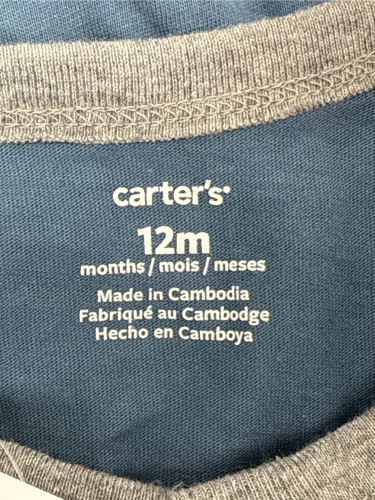 carter's
12m
months / mois / meses
Made in Cambodia
Fabriqué au Cambodge
Hecho en Camboya